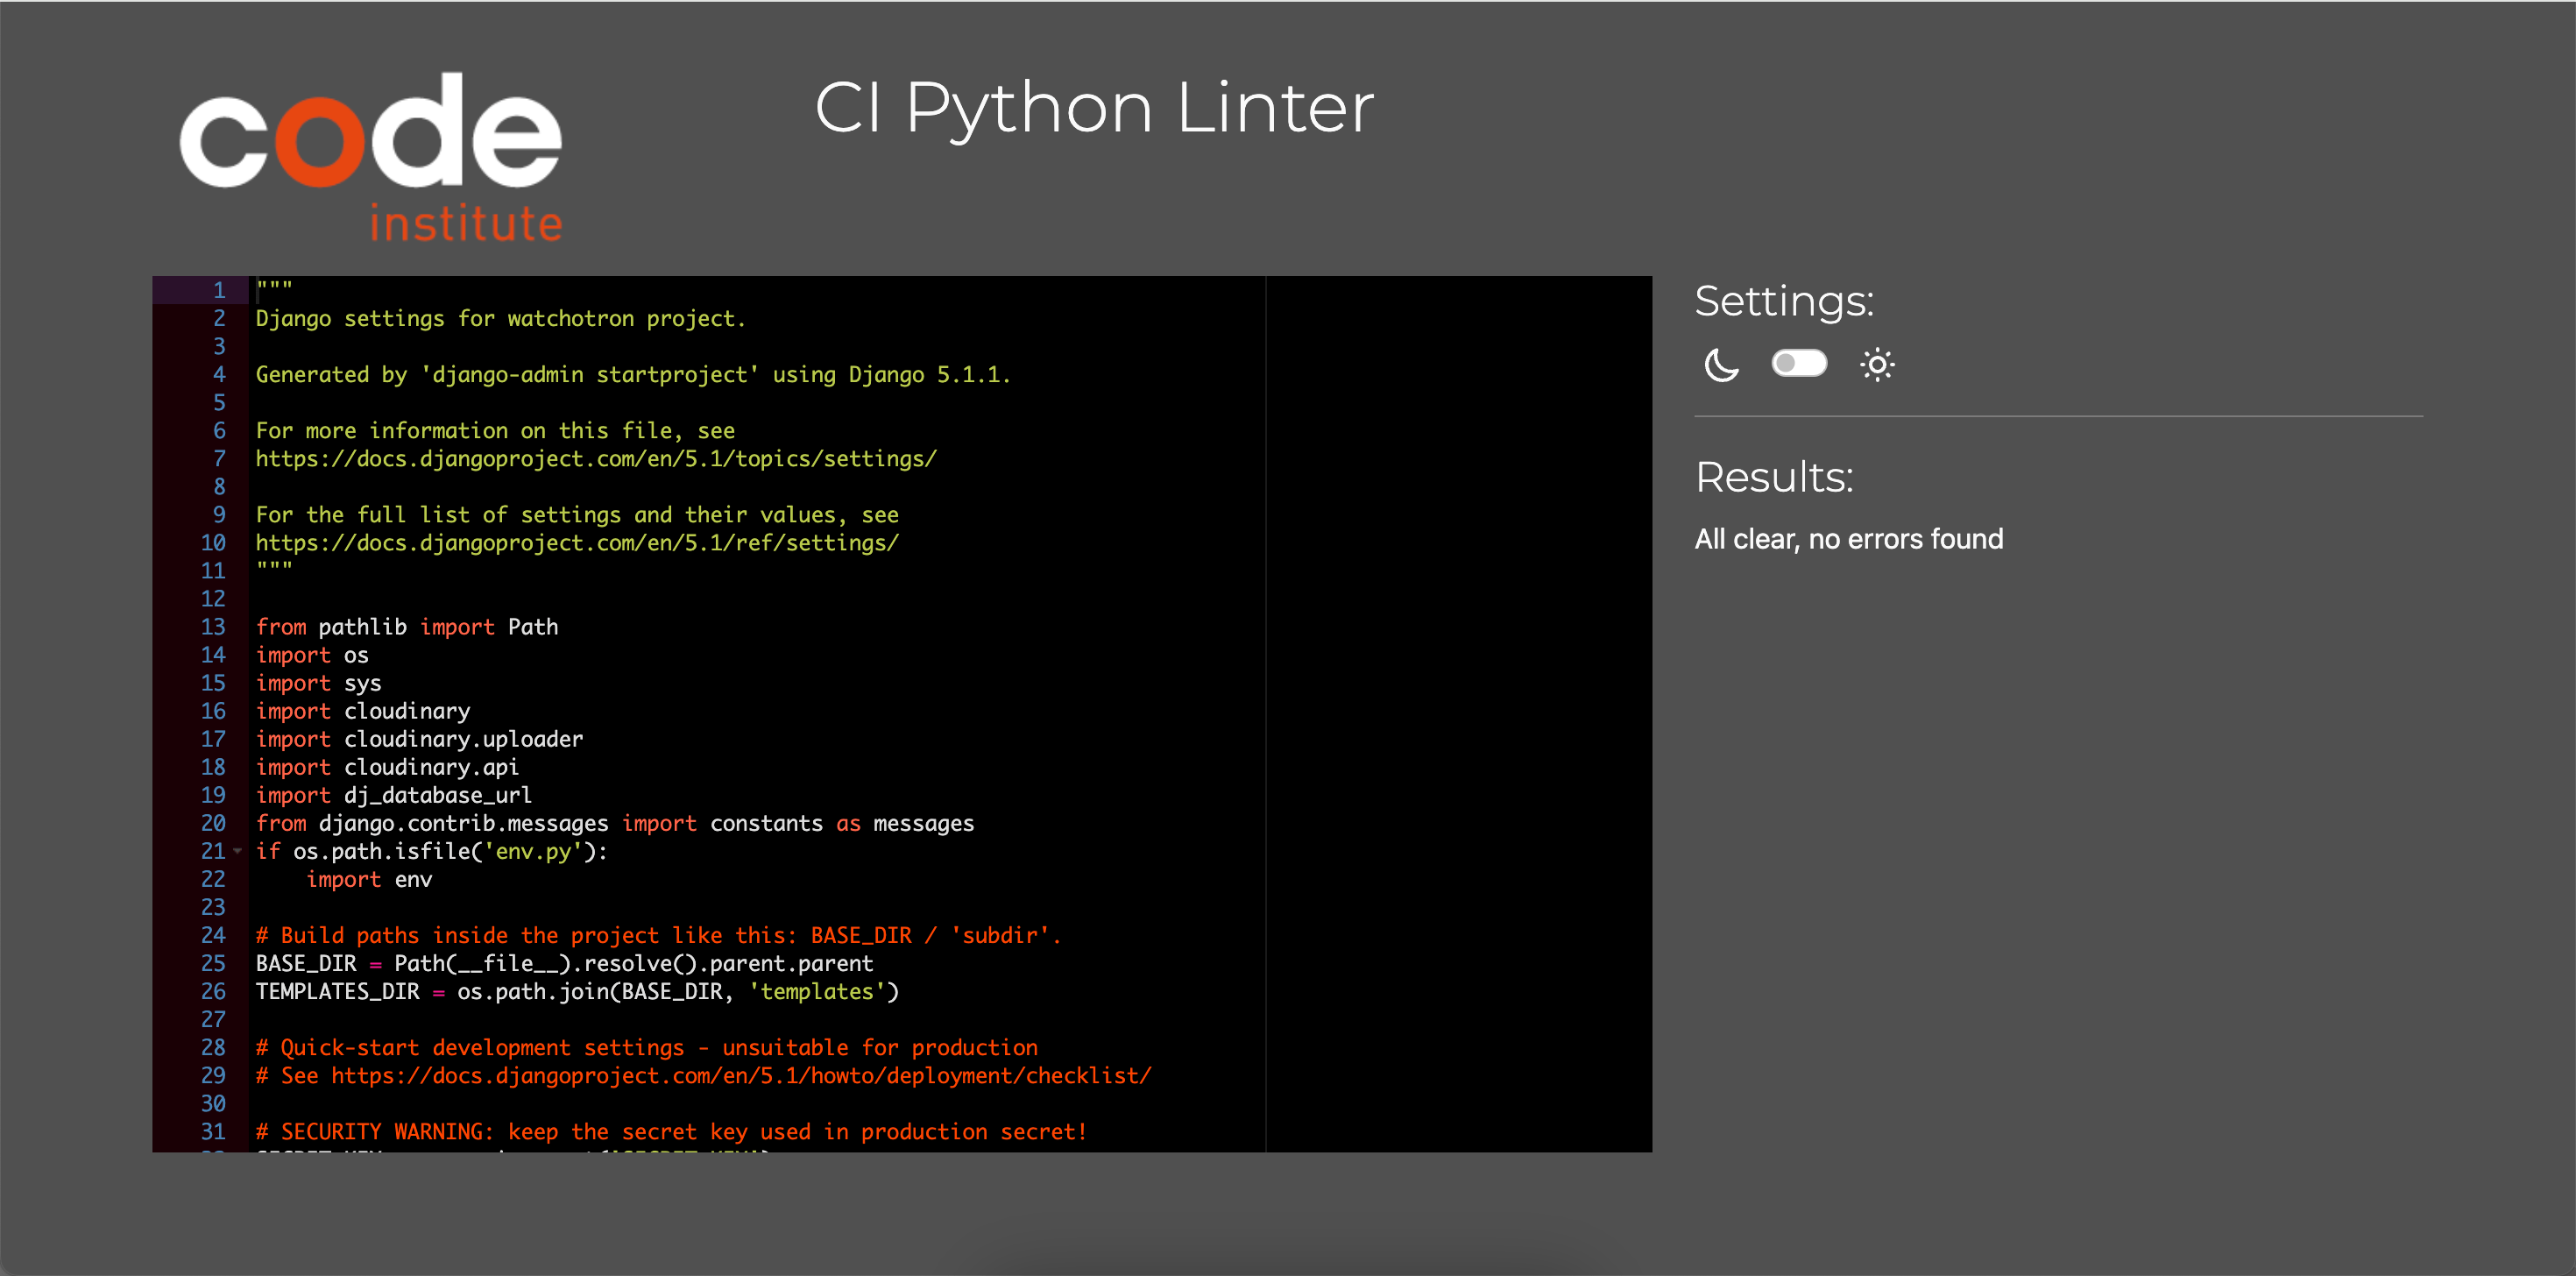 code
institute
CI Python Linter
1 """
2 Django settings for watchotron project.
3
4 Generated by 'django-admin startproject' using Django 5.1.1.
5
6 For more information on this file, see
7 https://docs.djangoproject.com/en/5.1/topics/settings/
8
9 For the full list of settings and their values, see
10 https://docs.djangoproject.com/en/5.1/ref/settings/
11 """
12
13 from pathlib import Path
14 import os
15 import sys
16 import cloudinary
17 import cloudinary.uploader
18 import cloudinary.api
19 import dj_database_url
20 from django.contrib.messages import constants as messages
21 if os.path.isfile('env.py'):
22     import env
23
24 # Build paths inside the project like this: BASE_DIR / 'subdir'.
25 BASE_DIR = Path(__file__).resolve().parent.parent
26 TEMPLATES_DIR = os.path.join(BASE_DIR, 'templates')
27
28 # Quick-start development settings - unsuitable for production
29 # See https://docs.djangoproject.com/en/5.1/howto/deployment/checklist/
30
31 # SECURITY WARNING: keep the secret key used in production secret!
Settings:
Results:
All clear, no errors found